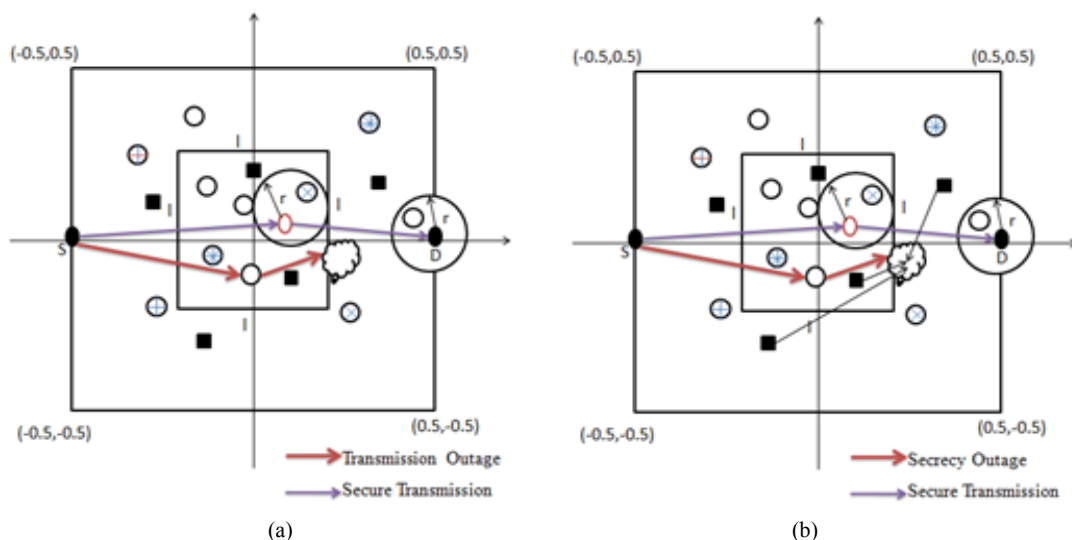 (-0.5,0.5) (0.5,0.5)
l
l l
r
r
S D
l
(-0.5,-0.5) (0.5,-0.5)
Transmission Outage
Secure Transmission
(a)
(-0.5,0.5) (0.5,0.5)
l
l l
r
r
S D
l
(-0.5,-0.5) (0.5,-0.5)
Secrecy Outage
Secure Transmission
(b)